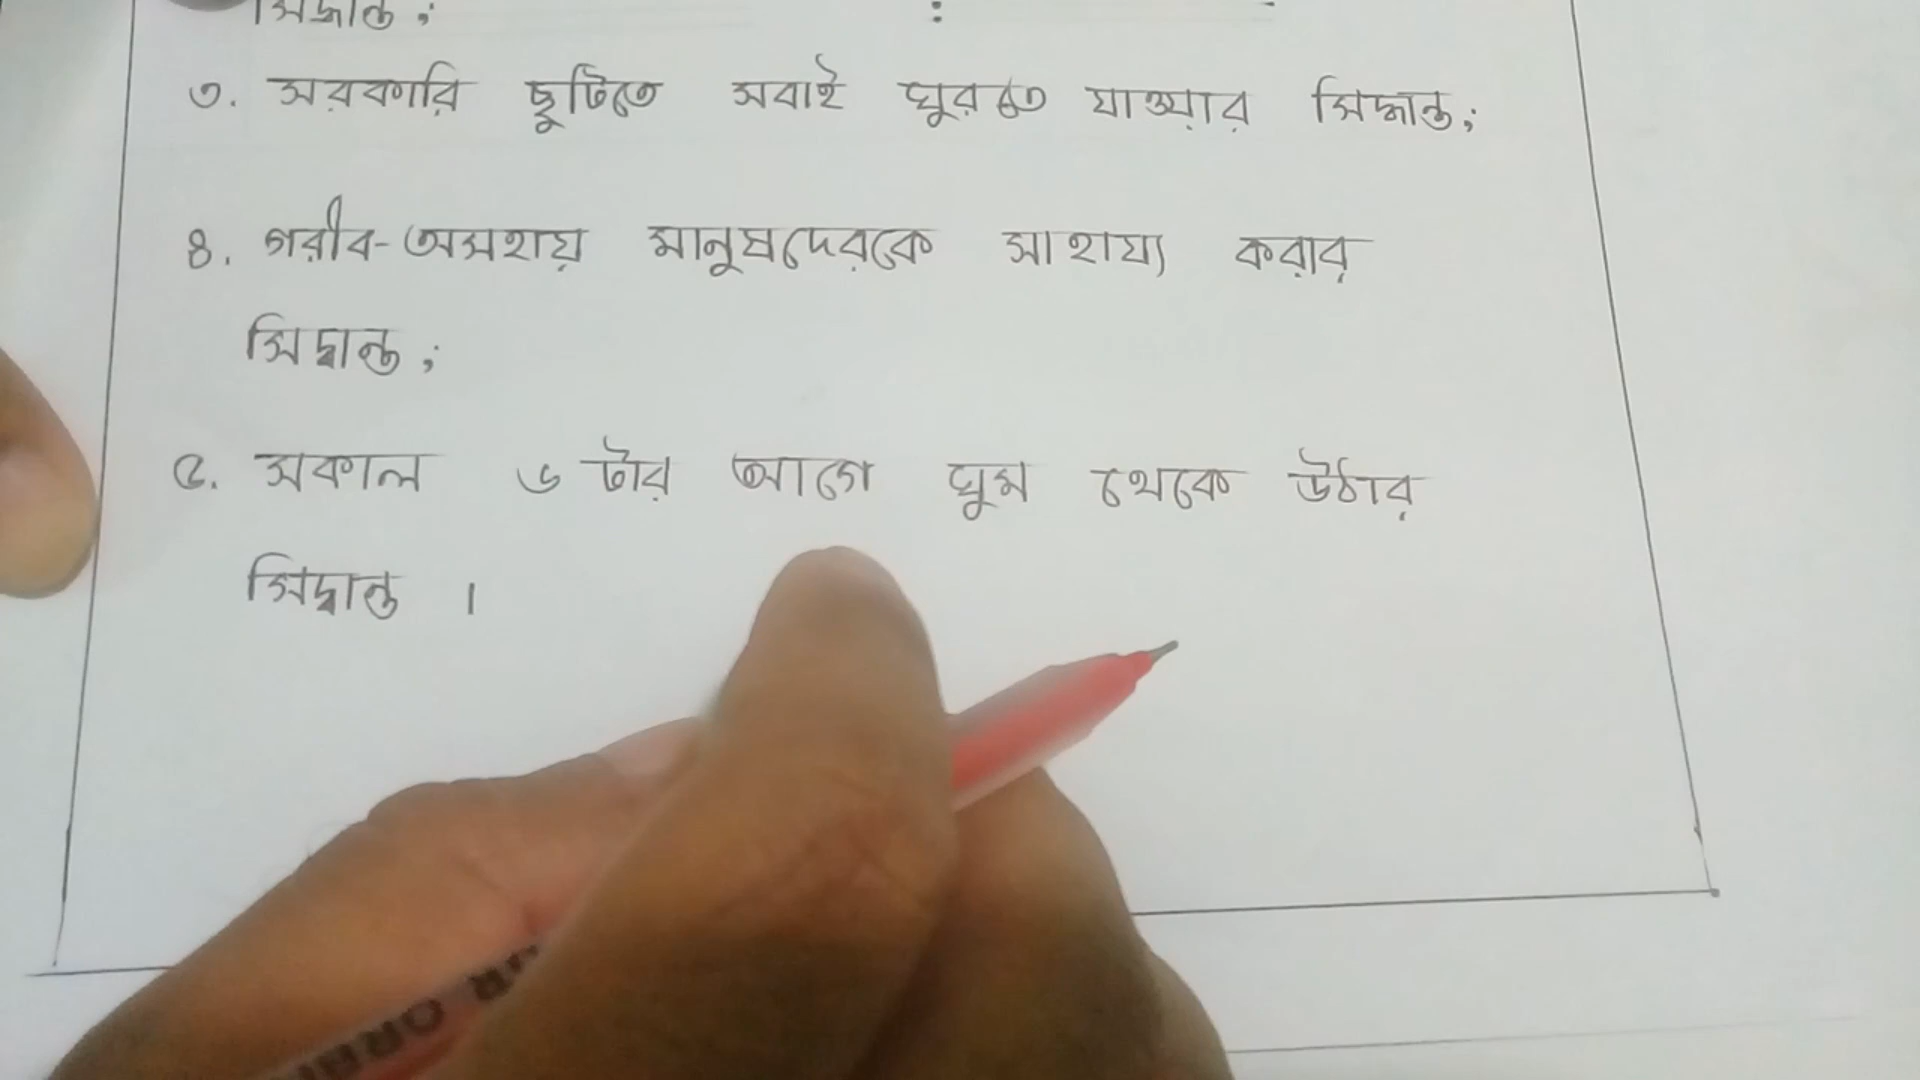 সিদ্ধান্ত;
৩. সরকারি ছুটিতে সবাই ঘুরতে যাওয়ার সিদ্ধান্ত;
৪. গরীব-অসহায় মানুষদেরকে সাহায্য করার
সিদ্ধান্ত;
৫. সকাল ৬ টার আগে ঘুম থেকে উঠার
সিদ্ধান্ত ।